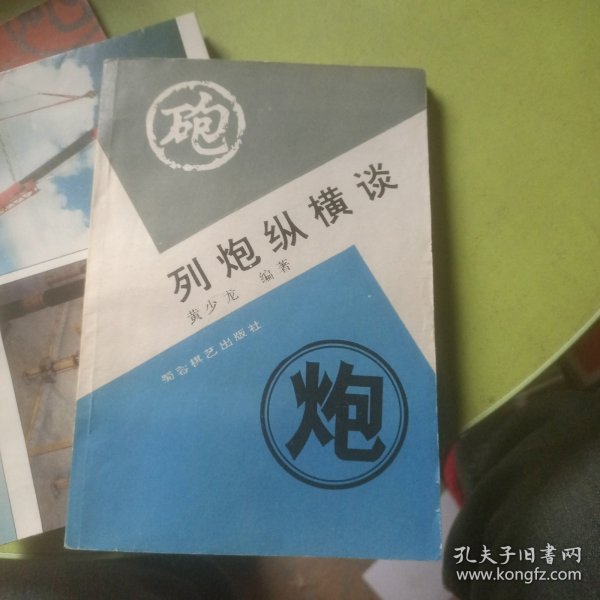 砲
列炮纵横谈
黄少龙 编著
蜀蓉棋艺出版社
炮
孔夫子旧书网
www.kongfz.com